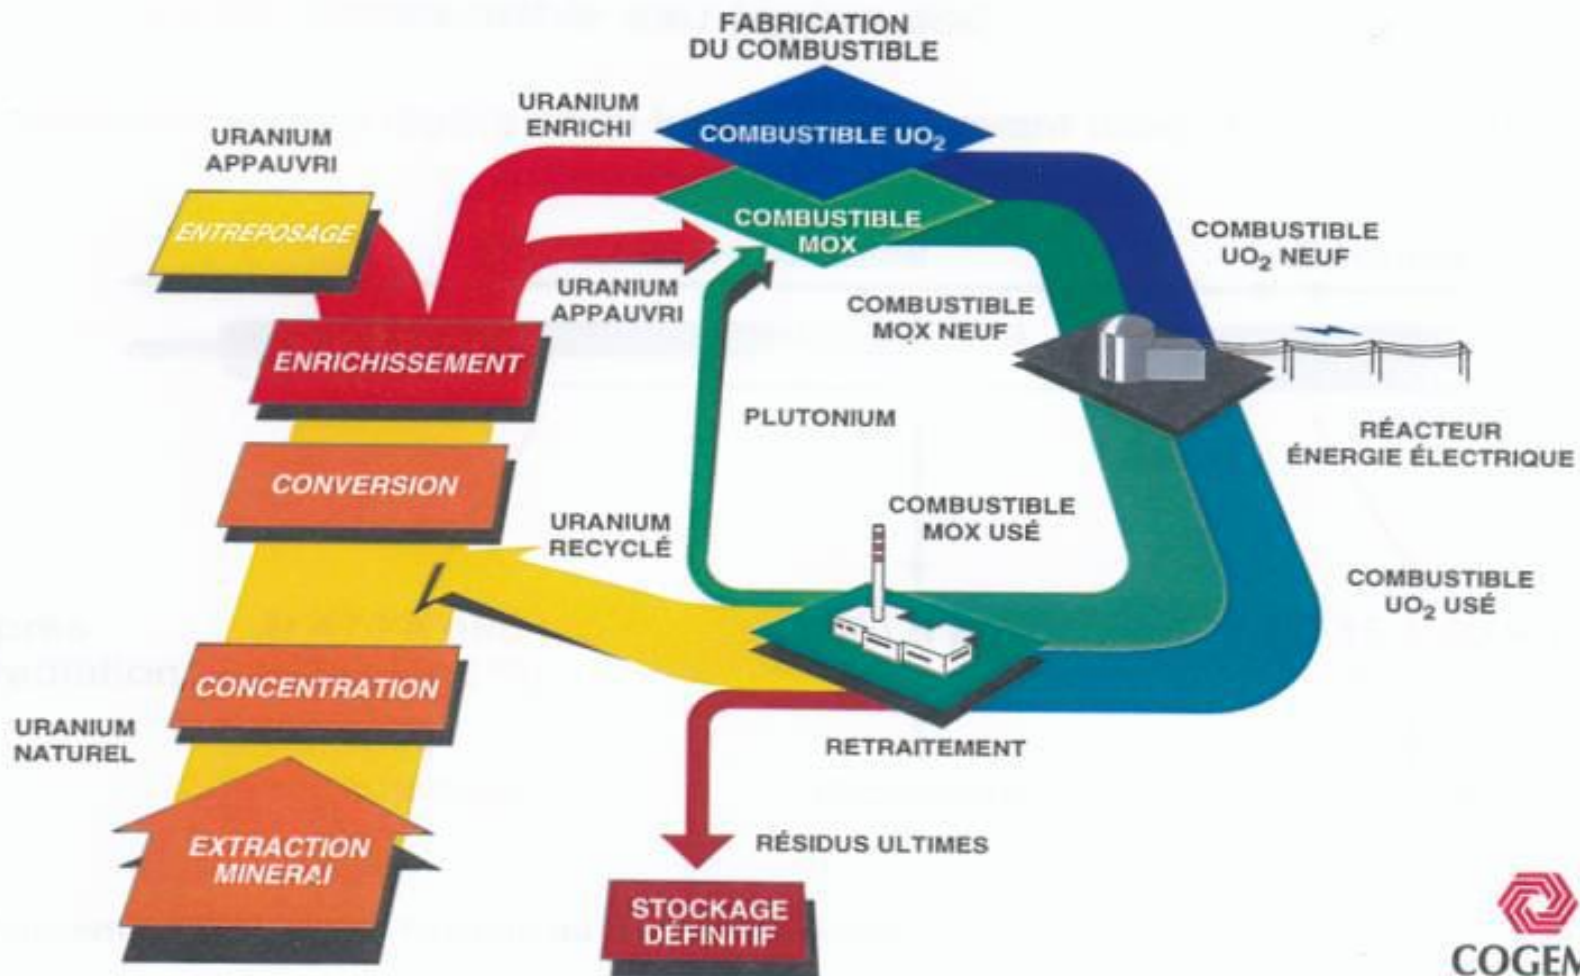 FABRICATION
DU COMBUSTIBLE
URANIUM
ENRICHI
COMBUSTIBLE UO2
URANIUM
APPAUVRI
ENTREPOSAGE
COMBUSTIBLE
MOX
COMBUSTIBLE
UO2 NEUF
URANIUM
APPAUVRI
COMBUSTIBLE
MOX NEUF
ENRICHISSEMENT
PLUTONIUM
RÉACTEUR
ÉNERGIE ÉLECTRIQUE
CONVERSION
URANIUM
RECYCLÉ
COMBUSTIBLE
MOX USÉ
COMBUSTIBLE
UO2 USÉ
CONCENTRATION
URANIUM
NATUREL
RETRAITEMENT
EXTRACTION
MINERAI
RÉSIDUS ULTIMES
STOCKAGE
DÉFINITIF
COGEM